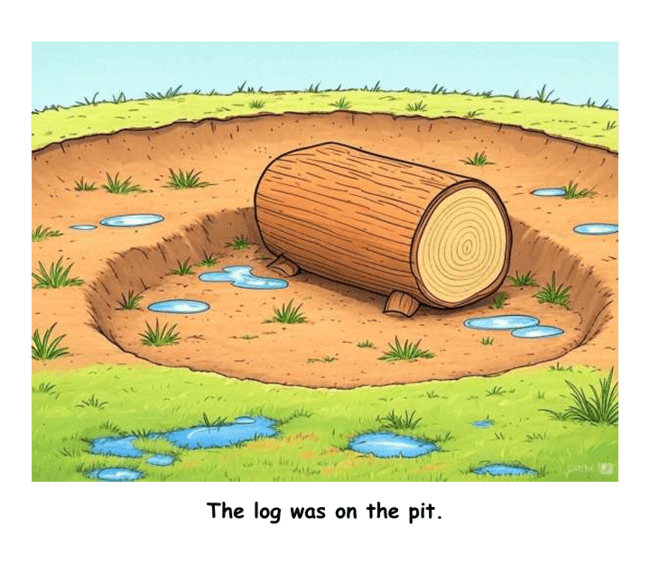 The log was on the pit.